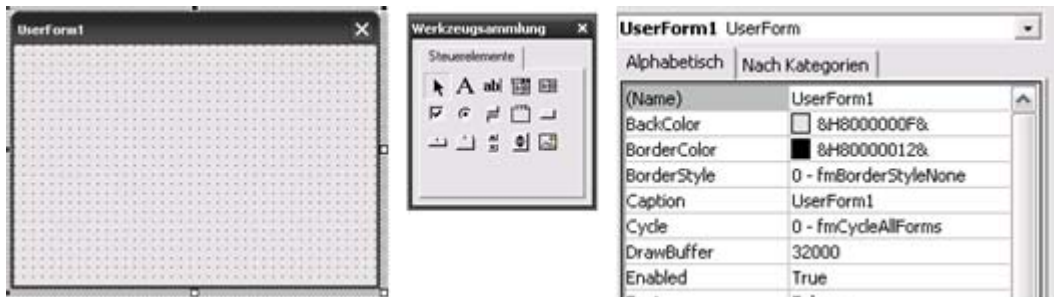 UserForm1
Werkzeugsammlung
Steuerelemente
A abl
UserForm1 UserForm
Alphabetisch Nach Kategorien
(Name) UserForm1
BackColor &H8000000F&
BorderColor &H80000012&
BorderStyle 0 - fmBorderStyleNone
Caption UserForm1
Cycle 0 - fmCycleAllForms
DrawBuffer 32000
Enabled True